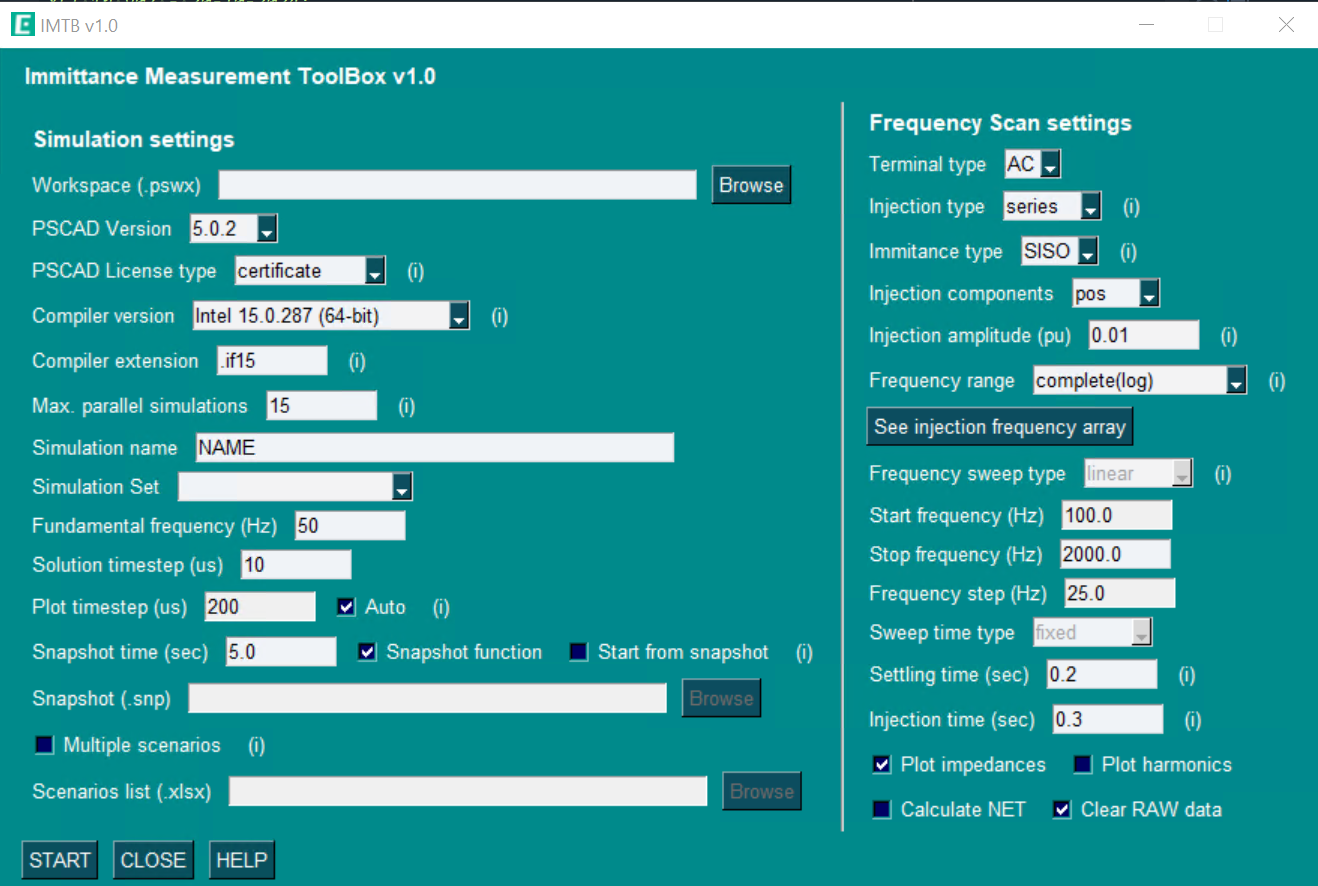 IMTB v1.0
Immittance Measurement ToolBox v1.0
Simulation settings
Workspace (.pswx) Browse
PSCAD Version 5.0.2
PSCAD License type certificate (i)
Compiler version Intel 15.0.287 (64-bit) (i)
Compiler extension .if15 (i)
Max. parallel simulations 15 (i)
Simulation name NAME
Simulation Set
Fundamental frequency (Hz) 50
Solution timestep (us) 10
Plot timestep (us) 200 Auto (i)
Snapshot time (sec) 5.0 Snapshot function Start from snapshot (i)
Snapshot (.snp) Browse
Multiple scenarios (i)
Scenarios list (.xlsx) Browse
START CLOSE HELP
Frequency Scan settings
Terminal type AC
Injection type series (i)
Immitance type SISO (i)
Injection components pos
Injection amplitude (pu) 0.01 (i)
Frequency range complete(log) (i)
See injection frequency array
Frequency sweep type linear (i)
Start frequency (Hz) 100.0
Stop frequency (Hz) 2000.0
Frequency step (Hz) 25.0
Sweep time type fixed
Settling time (sec) 0.2 (i)
Injection time (sec) 0.3 (i)
Plot impedances Plot harmonics
Calculate NET Clear RAW data